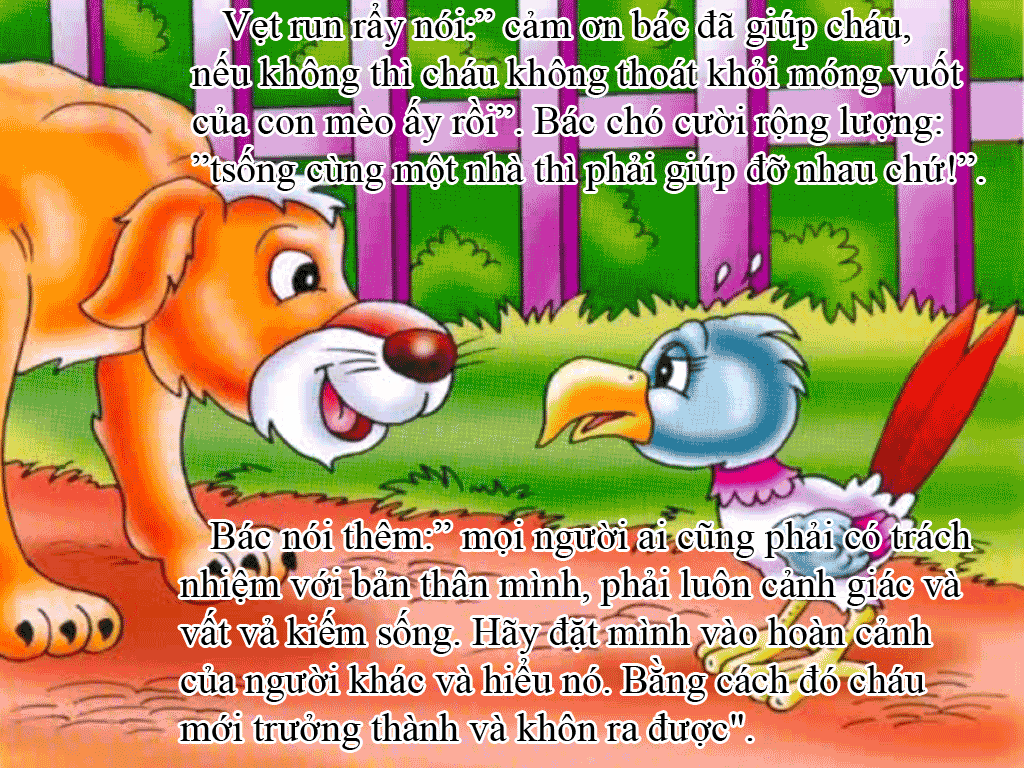 Vẹt run rẩy nói:” cảm ơn bác đã giúp cháu,
nếu không thì cháu không thoát khỏi móng vuốt
của con mèo ấy rồi”. Bác chó cười rộng lượng:
”tsống cùng một nhà thì phải giúp đỡ nhau chứ!”.
Bác nói thêm:” mọi người ai cũng phải có trách
nhiệm với bản thân mình, phải luôn cảnh giác và
vất vả kiếm sống. Hãy đặt mình vào hoàn cảnh
của người khác và hiểu nó. Bằng cách đó cháu
mới trưởng thành và khôn ra được".